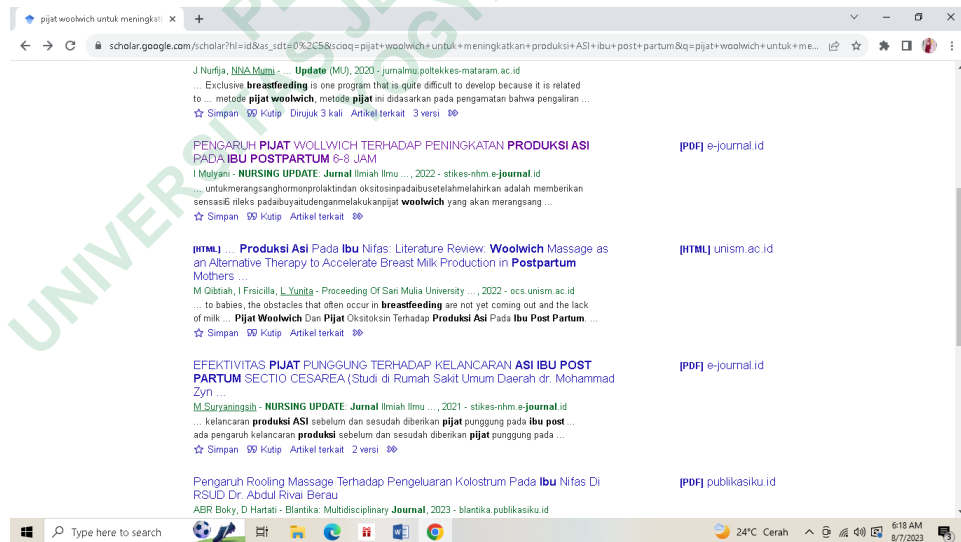 pijat woolwich untuk meningkat
scholar.google.com/scholar?hl=id&as_sdt=0%2C5&scioq=pijat+woolwich+untuk+meningkatkan+produksi+ASI+ibu+post+partum&q=pijat+woolwich+untuk+me...
J Nurfija, NNA Murni - ... Update (MU), 2020 - jurnalmu.poltekkes-mataram.ac.id
... Exclusive breastfeeding is one program that is quite difficult to develop because it is related
to ... metode pijat woolwich, metode pijat ini didasarkan pada pengamatan bahwa pengaliran ...
Simpan Kutip Dirujuk 3 kali Artikel terkait 3 versi
PENGARUH PIJAT WOLLWICH TERHADAP PENINGKATAN PRODUKSI ASI
PADA IBU POSTPARTUM 6-8 JAM
[PDF] e-journal.id
I Mulyani - NURSING UPDATE: Jurnal Ilmiah Ilmu ..., 2022 - stikes-nhm.e-journal.id
... untukmerangsanghormonprolaktindan oksitosinpadaibusetelahmelahirkan adalah memberikan
sensasi6 rileks padaibuyaitudenganmelakukanpijat woolwich yang akan merangsang ...
Simpan Kutip Artikel terkait
[HTML] ... Produksi Asi Pada Ibu Nifas: Literature Review: Woolwich Massage as
an Alternative Therapy to Accelerate Breast Milk Production in Postpartum
Mothers ...
[HTML] unism.ac.id
M Qibtiah, I Frsicilla, L Yunita - Proceeding Of Sari Mulia University ..., 2022 - ocs.unism.ac.id
... to babies, the obstacles that often occur in breastfeeding are not yet coming out and the lack
of milk ... Pijat Woolwich Dan Pijat Oksitoksin Terhadap Produksi Asi Pada Ibu Post Partum. ...
Simpan Kutip Artikel terkait
EFEKTIVITAS PIJAT PUNGGUNG TERHADAP KELANCARAN ASI IBU POST
PARTUM SECTIO CESAREA (Studi di Rumah Sakit Umum Daerah dr. Mohammad
Zyn ...
[PDF] e-journal.id
M Suryaningsih - NURSING UPDATE: Jurnal Ilmiah Ilmu ..., 2021 - stikes-nhm.e-journal.id
... kelancaran produksi ASI sebelum dan sesudah diberikan pijat punggung pada ibu post ...
ada pengaruh kelancaran produksi sebelum dan sesudah diberikan pijat punggung pada ...
Simpan Kutip Artikel terkait 2 versi
Pengaruh Rooling Massage Terhadap Pengeluaran Kolostrum Pada Ibu Nifas Di
RSUD Dr. Abdul Rivai Berau
[PDF] publikasiku.id
ABR Boky, D Hartati - Blantika: Multidisciplinary Journal, 2023 - blantika.publikasiku.id
Type here to search
24°C Cerah
6:18 AM
8/7/2023
3
UNIVERSITAS JE
YOGY